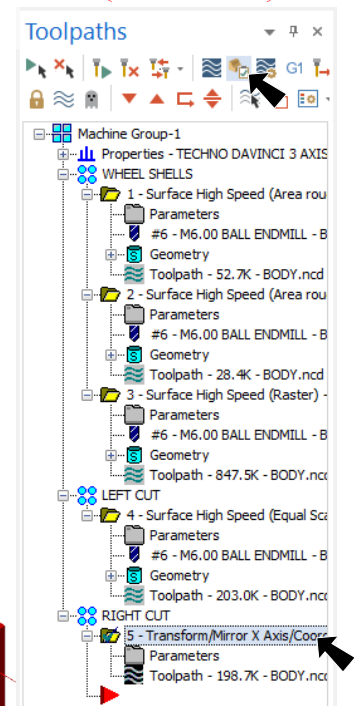 Toolpaths
G1
Machine Group-1
Properties - TECHNO DAVINCI 3 AXIS
WHEEL SHELLS
1 - Surface High Speed (Area rou
Parameters
#6 - M6.00 BALL ENDMILL - B
Geometry
Toolpath - 52.7K - BODY.ncd
2 - Surface High Speed (Area rou
Parameters
#6 - M6.00 BALL ENDMILL - B
Geometry
Toolpath - 28.4K - BODY.ncd
3 - Surface High Speed (Raster) -
Parameters
#6 - M6.00 BALL ENDMILL - B
Geometry
Toolpath - 847.5K - BODY.nc
LEFT CUT
4 - Surface High Speed (Equal Sca
Parameters
#6 - M6.00 BALL ENDMILL - B
Geometry
Toolpath - 203.0K - BODY.nc
RIGHT CUT
5 - Transform/Mirror X Axis/Coor
Parameters
Toolpath - 198.7K - BODY.nc